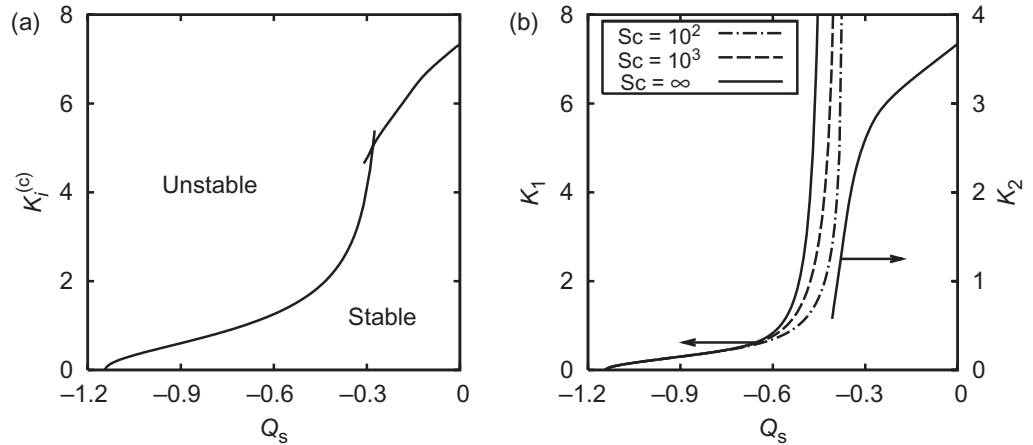 (a)
8
6
4
2
0
K_i^(c)
Unstable
Stable
–1.2 –0.9 –0.6 –0.3 0
Q_s
(b)
8
6
4
2
0
K_1
Sc = 10^2
Sc = 10^3
Sc = ∞
4
3
2
1
0
K_2
–1.2 –0.9 –0.6 –0.3 0
Q_s